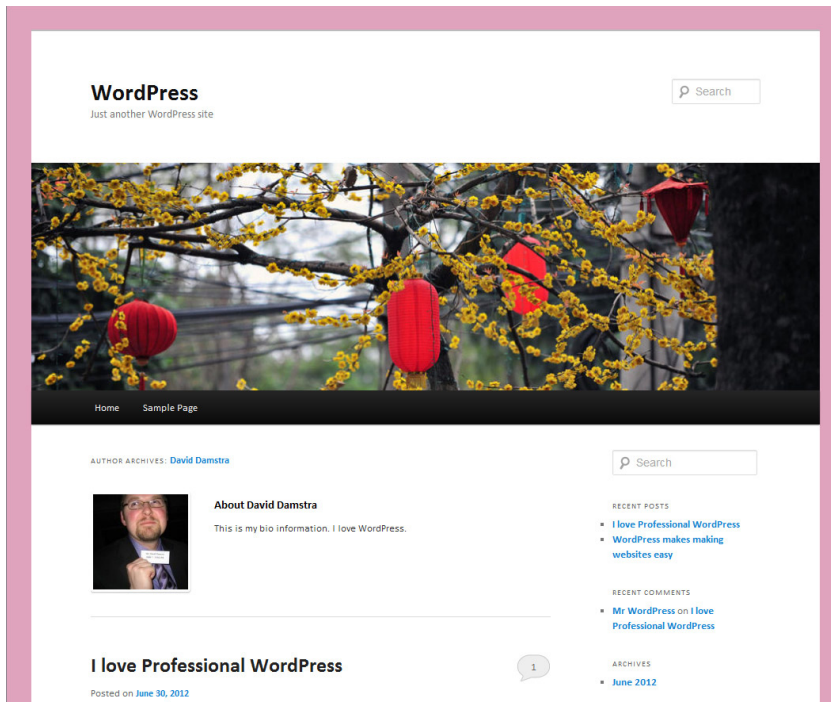 WordPress
Just another WordPress site
Search
Home
Sample Page
AUTHOR ARCHIVES: David Damstra
About David Damstra
This is my bio information. I love WordPress.
I love Professional WordPress
1
Posted on June 30, 2012
Search
RECENT POSTS
I love Professional WordPress
WordPress makes making
websites easy
RECENT COMMENTS
Mr WordPress on I love
Professional WordPress
ARCHIVES
June 2012